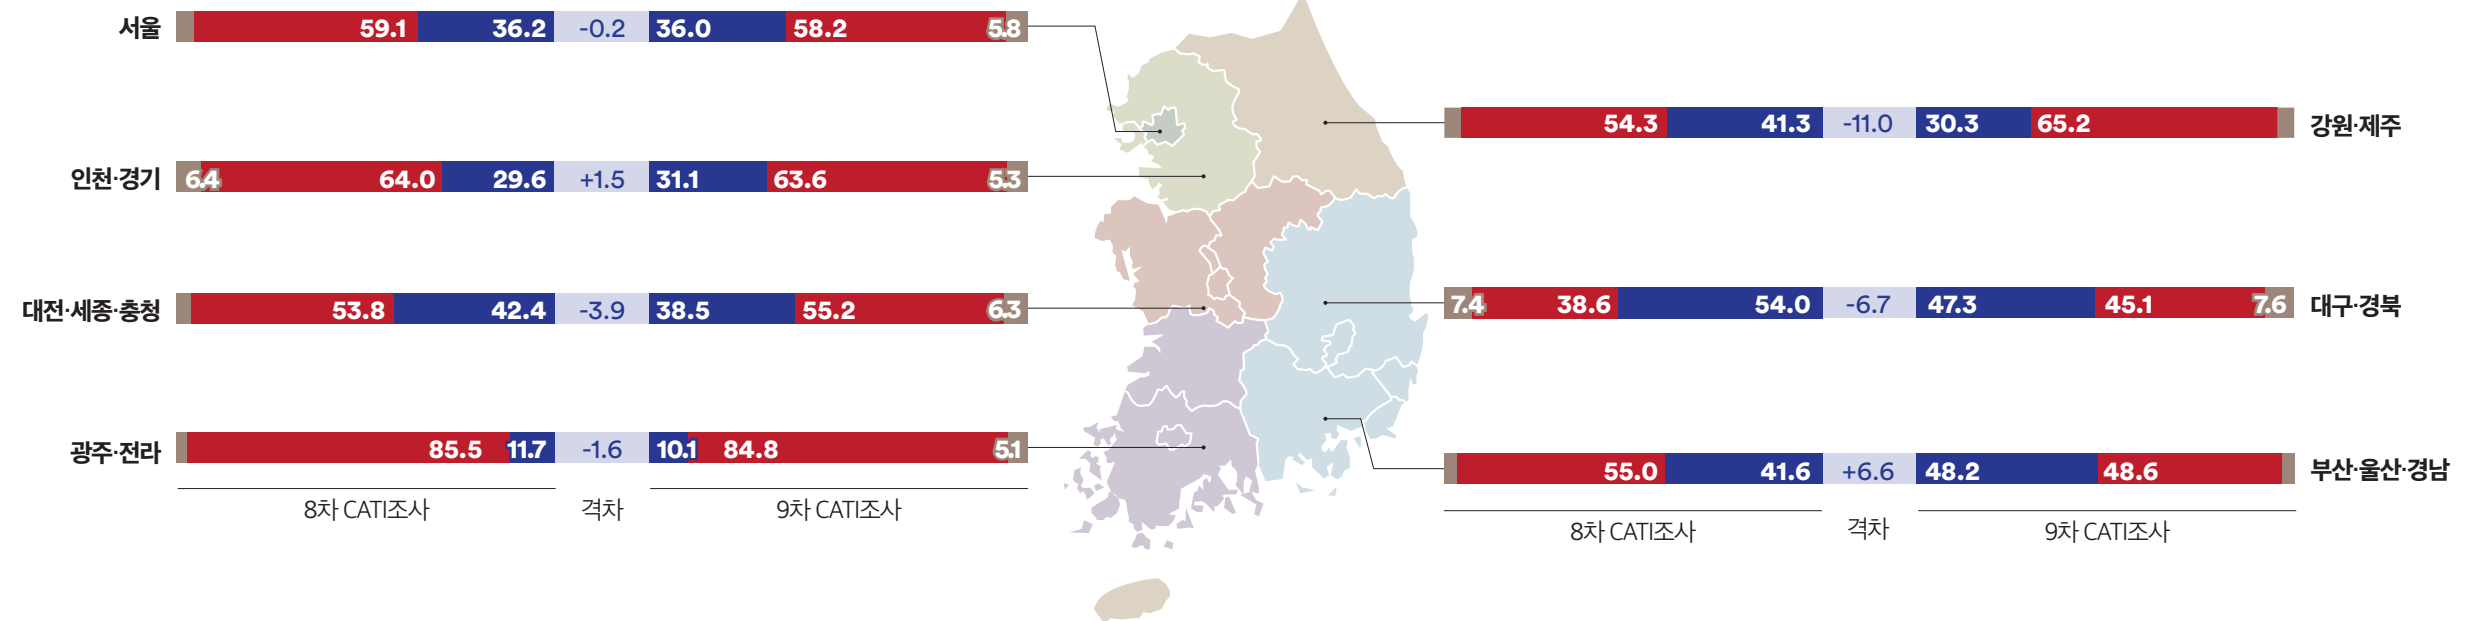 서울 59.1 36.2 -0.2 36.0 58.2 5.8
인천·경기 6.4 64.0 29.6 +1.5 31.1 63.6 5.3
대전·세종·충청 53.8 42.4 -3.9 38.5 55.2 6.3
광주·전라 85.5 11.7 -1.6 10.1 84.8 5.1
8차 CATI조사 격차 9차 CATI조사
54.3 41.3 -11.0 30.3 65.2 강원·제주
7.4 38.6 54.0 -6.7 47.3 45.1 7.6 대구·경북
55.0 41.6 +6.6 48.2 48.6 부산·울산·경남
8차 CATI조사 격차 9차 CATI조사